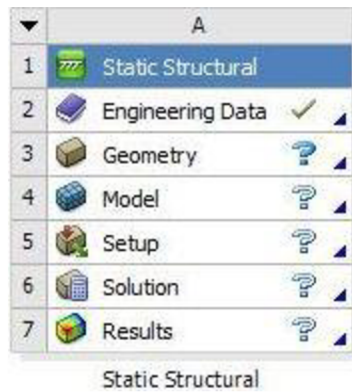 A
1 Static Structural
2 Engineering Data
3 Geometry ?
4 Model ?
5 Setup ?
6 Solution ?
7 Results ?
Static Structural